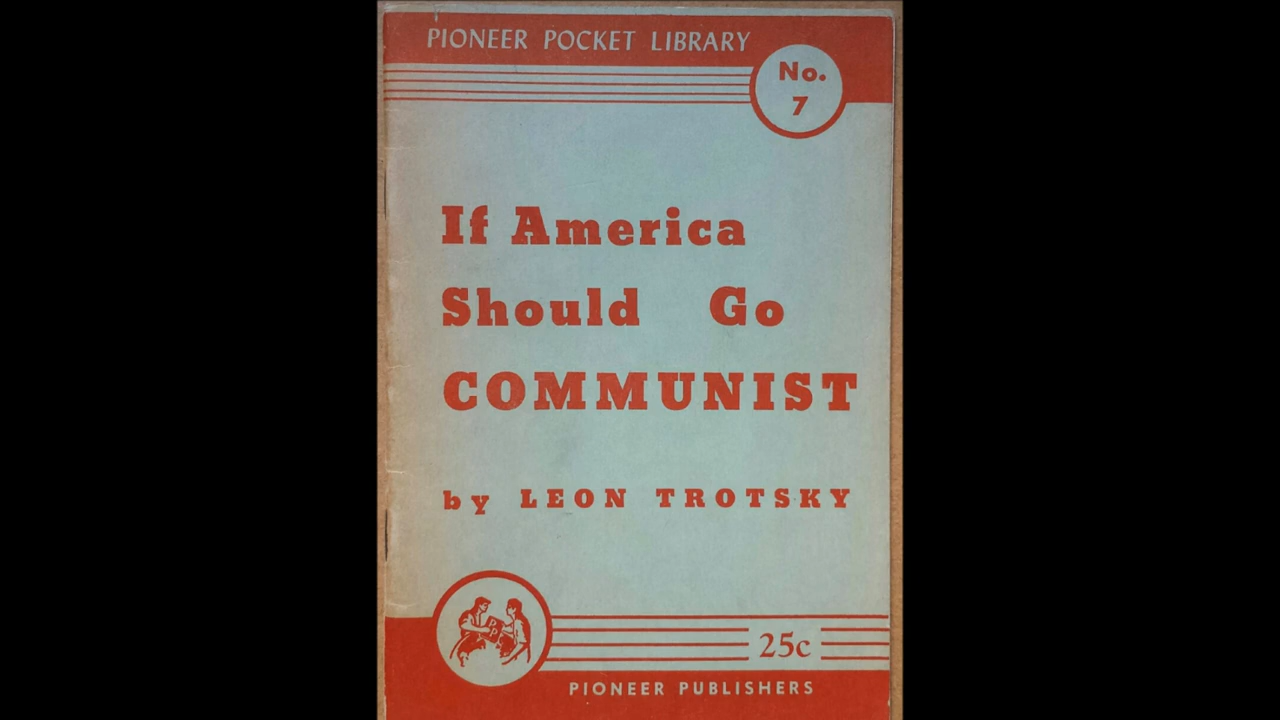 PIONEER POCKET LIBRARY
No.
7
If America
Should Go
COMMUNIST
by LEON TROTSKY
25c
PIONEER PUBLISHERS